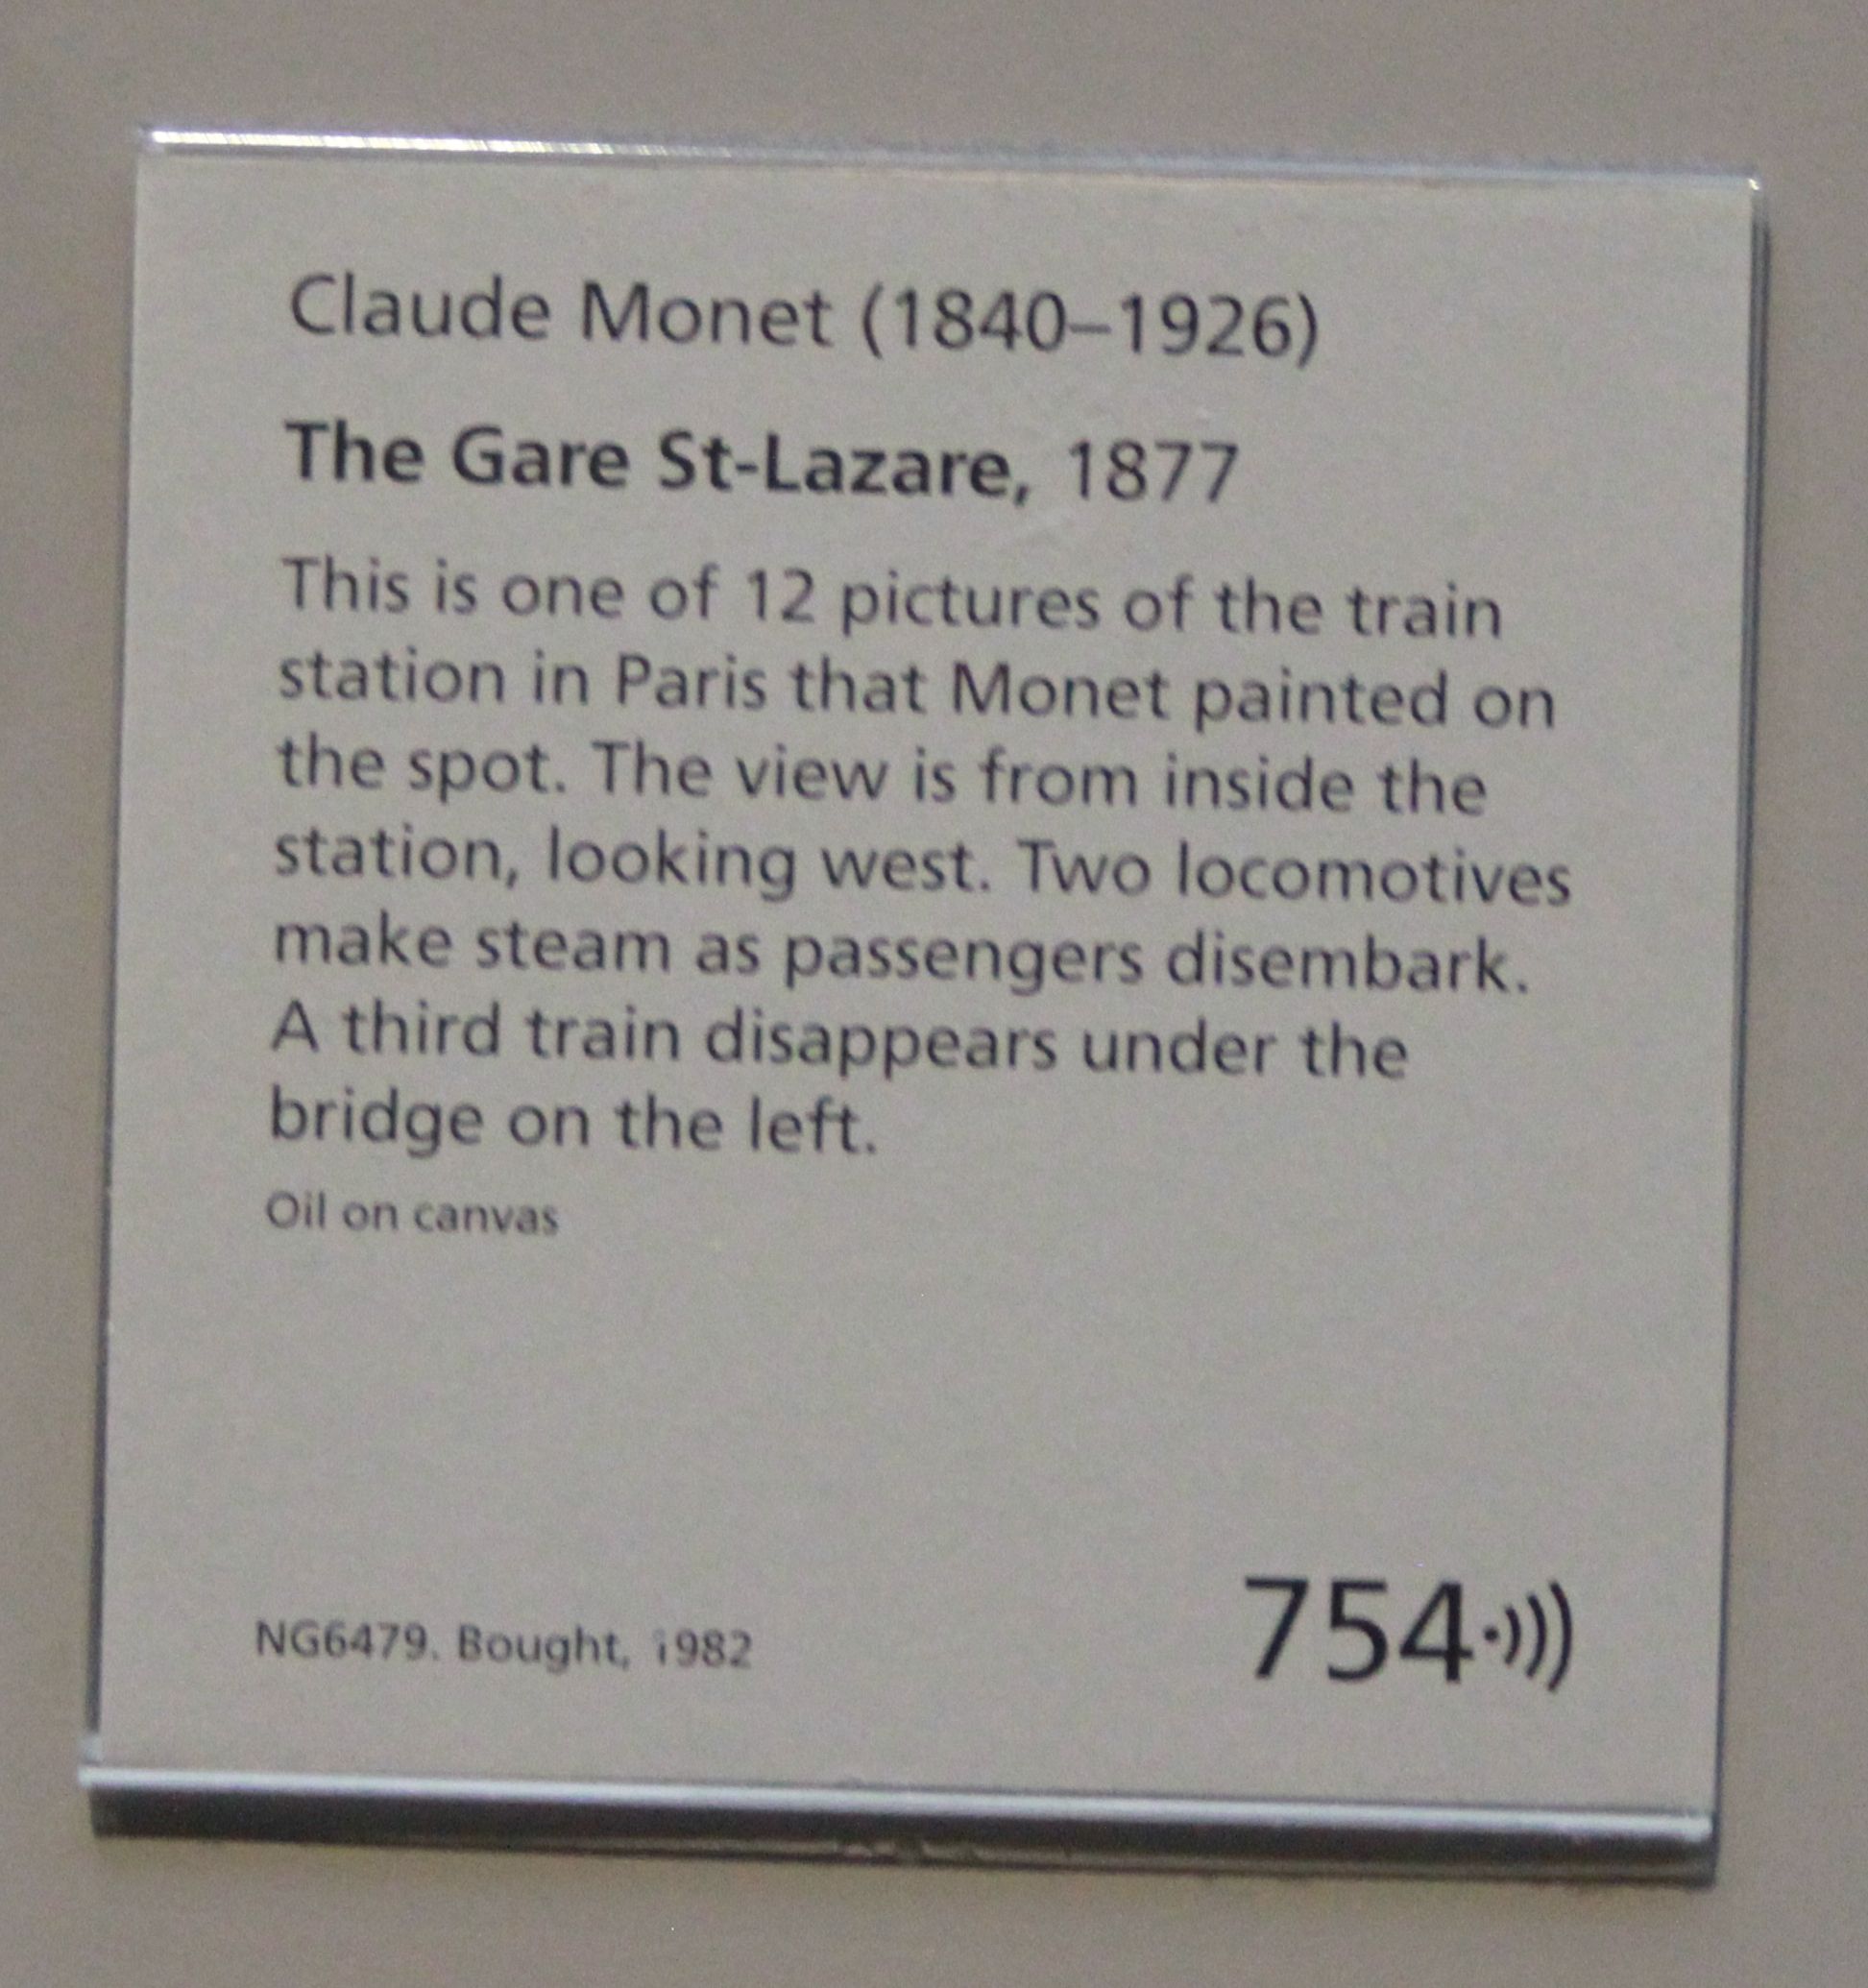 Claude Monet (1840–1926)
The Gare St-Lazare, 1877
This is one of 12 pictures of the train
station in Paris that Monet painted on
the spot. The view is from inside the
station, looking west. Two locomotives
make steam as passengers disembark.
A third train disappears under the
bridge on the left.
Oil on canvas
NG6479. Bought, 1982
754